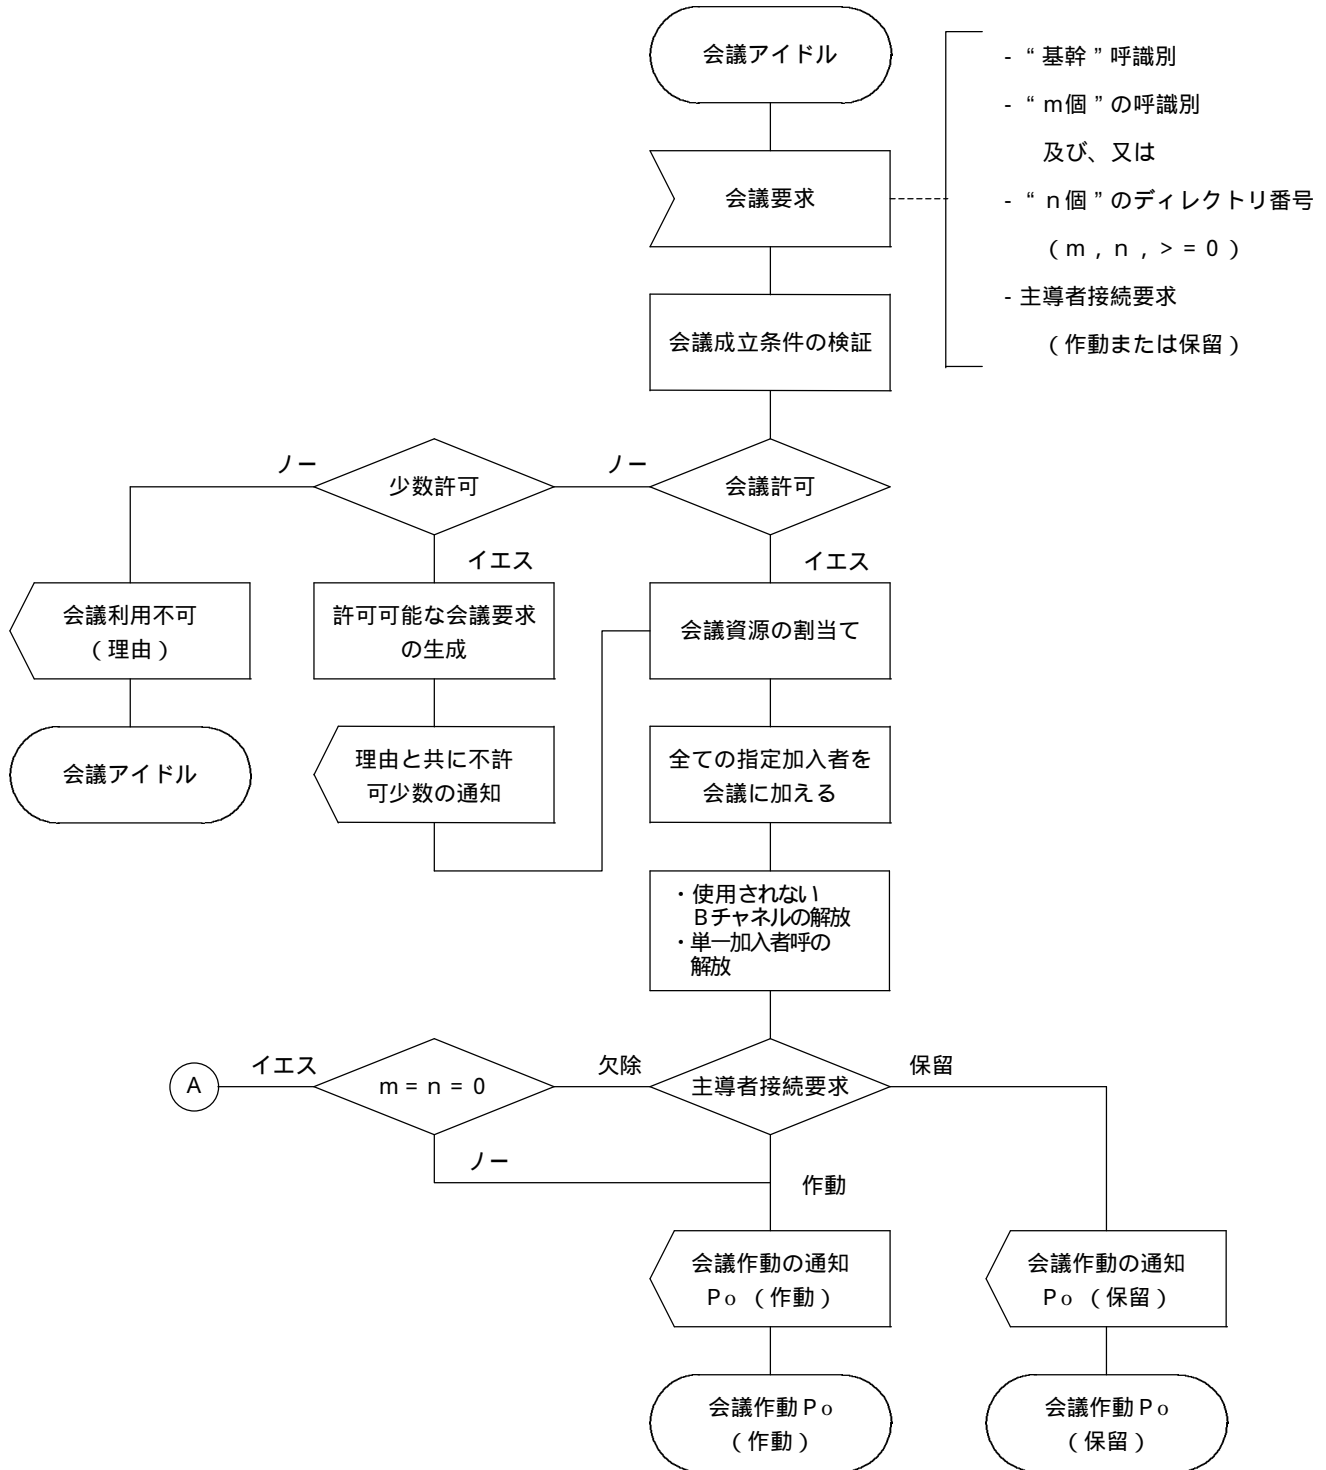 会議アイドル
- “基幹”呼識別
- “m個”の呼識別
及び、又は
- “n個”のディレクトリ番号
（m，n，>=0）
- 主導者接続要求
（作動または保留）
会議要求
会議成立条件の検証
ノー
少数許可
ノー
会議許可
イエス
イエス
会議利用不可
（理由）
許可可能な会議要求
の生成
会議資源の割当て
会議アイドル
理由と共に不許
可少数の通知
全ての指定加入者を
会議に加える
・使用されない
Bチャネルの解放
・単一加入者呼の
解放
A
イエス
m=n=0
欠除
主導者接続要求
保留
ノー
作動
会議作動の通知
Po（作動）
会議作動の通知
Po（保留）
会議作動Po
（作動）
会議作動Po
（保留）